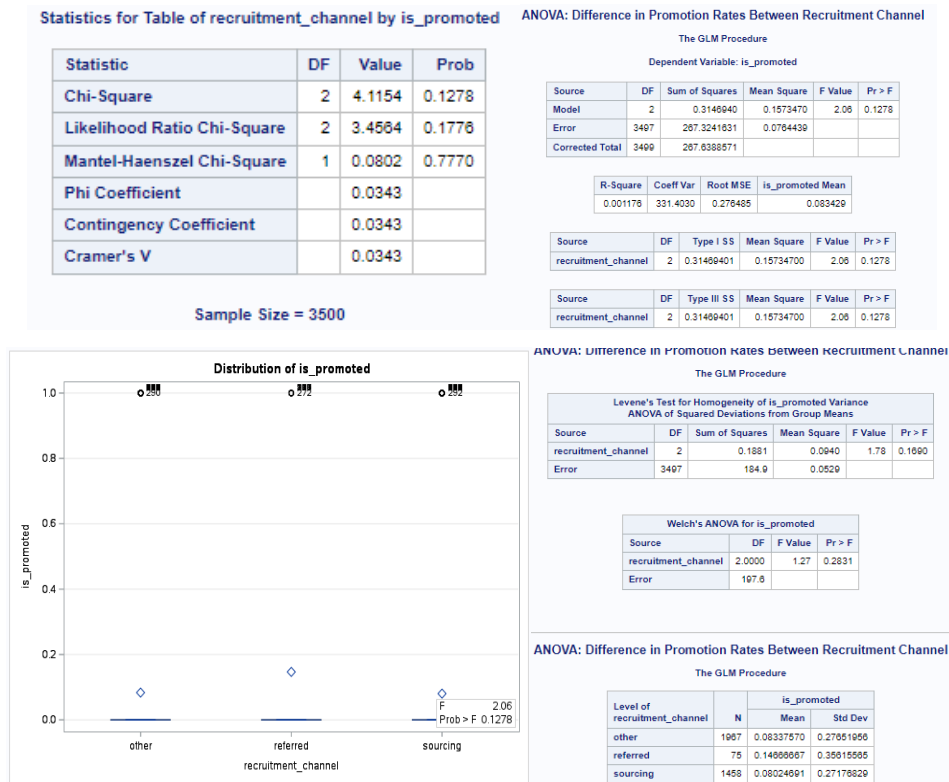 Statistics for Table of recruitment_channel by is_promoted
Statistic DF Value Prob
Chi-Square 2 4.1154 0.1278
Likelihood Ratio Chi-Square 2 3.4564 0.1776
Mantel-Haenszel Chi-Square 1 0.0802 0.7770
Phi Coefficient 0.0343
Contingency Coefficient 0.0343
Cramer's V 0.0343
Sample Size = 3500
ANOVA: Difference in Promotion Rates Between Recruitment Channel
The GLM Procedure
Dependent Variable: is_promoted
Source DF Sum of Squares Mean Square F Value Pr > F
Model 2 0.3146940 0.1573470 2.06 0.1278
Error 3497 267.3241631 0.0764439
Corrected Total 3499 267.6388571
R-Square Coeff Var Root MSE is_promoted Mean
0.001176 331.4030 0.276485 0.083429
Source DF Type I SS Mean Square F Value Pr > F
recruitment_channel 2 0.31469401 0.15734700 2.06 0.1278
Source DF Type III SS Mean Square F Value Pr > F
recruitment_channel 2 0.31469401 0.15734700 2.06 0.1278
Distribution of is_promoted
1.0
290 272 292
0.8
0.6
is_promoted
0.4
0.2
0.0
F 2.06
Prob > F 0.1278
other referred sourcing
recruitment_channel
ANOVA: Difference in Promotion Rates Between Recruitment Channel
The GLM Procedure
Levene's Test for Homogeneity of is_promoted Variance
ANOVA of Squared Deviations from Group Means
Source DF Sum of Squares Mean Square F Value Pr > F
recruitment_channel 2 0.1881 0.0940 1.78 0.1690
Error 3497 184.9 0.0529
Welch's ANOVA for is_promoted
Source DF F Value Pr > F
recruitment_channel 2.0000 1.27 0.2831
Error 197.6
ANOVA: Difference in Promotion Rates Between Recruitment Channel
The GLM Procedure
Level of recruitment_channel N is_promoted
Mean Std Dev
other 1967 0.08337570 0.27651956
referred 75 0.14666667 0.35615565
sourcing 1458 0.08024691 0.27176829